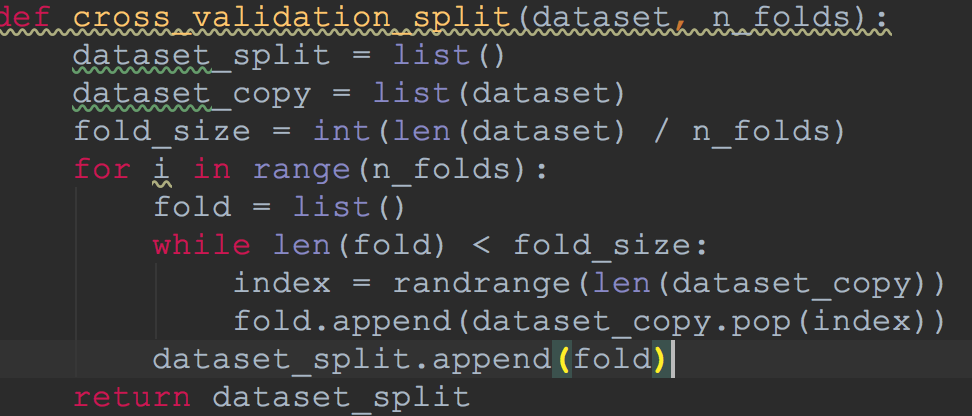 def cross_validation_split(dataset, n_folds):
    dataset_split = list()
    dataset_copy = list(dataset)
    fold_size = int(len(dataset) / n_folds)
    for i in range(n_folds):
        fold = list()
        while len(fold) < fold_size:
            index = randrange(len(dataset_copy))
            fold.append(dataset_copy.pop(index))
        dataset_split.append(fold)
    return dataset_split